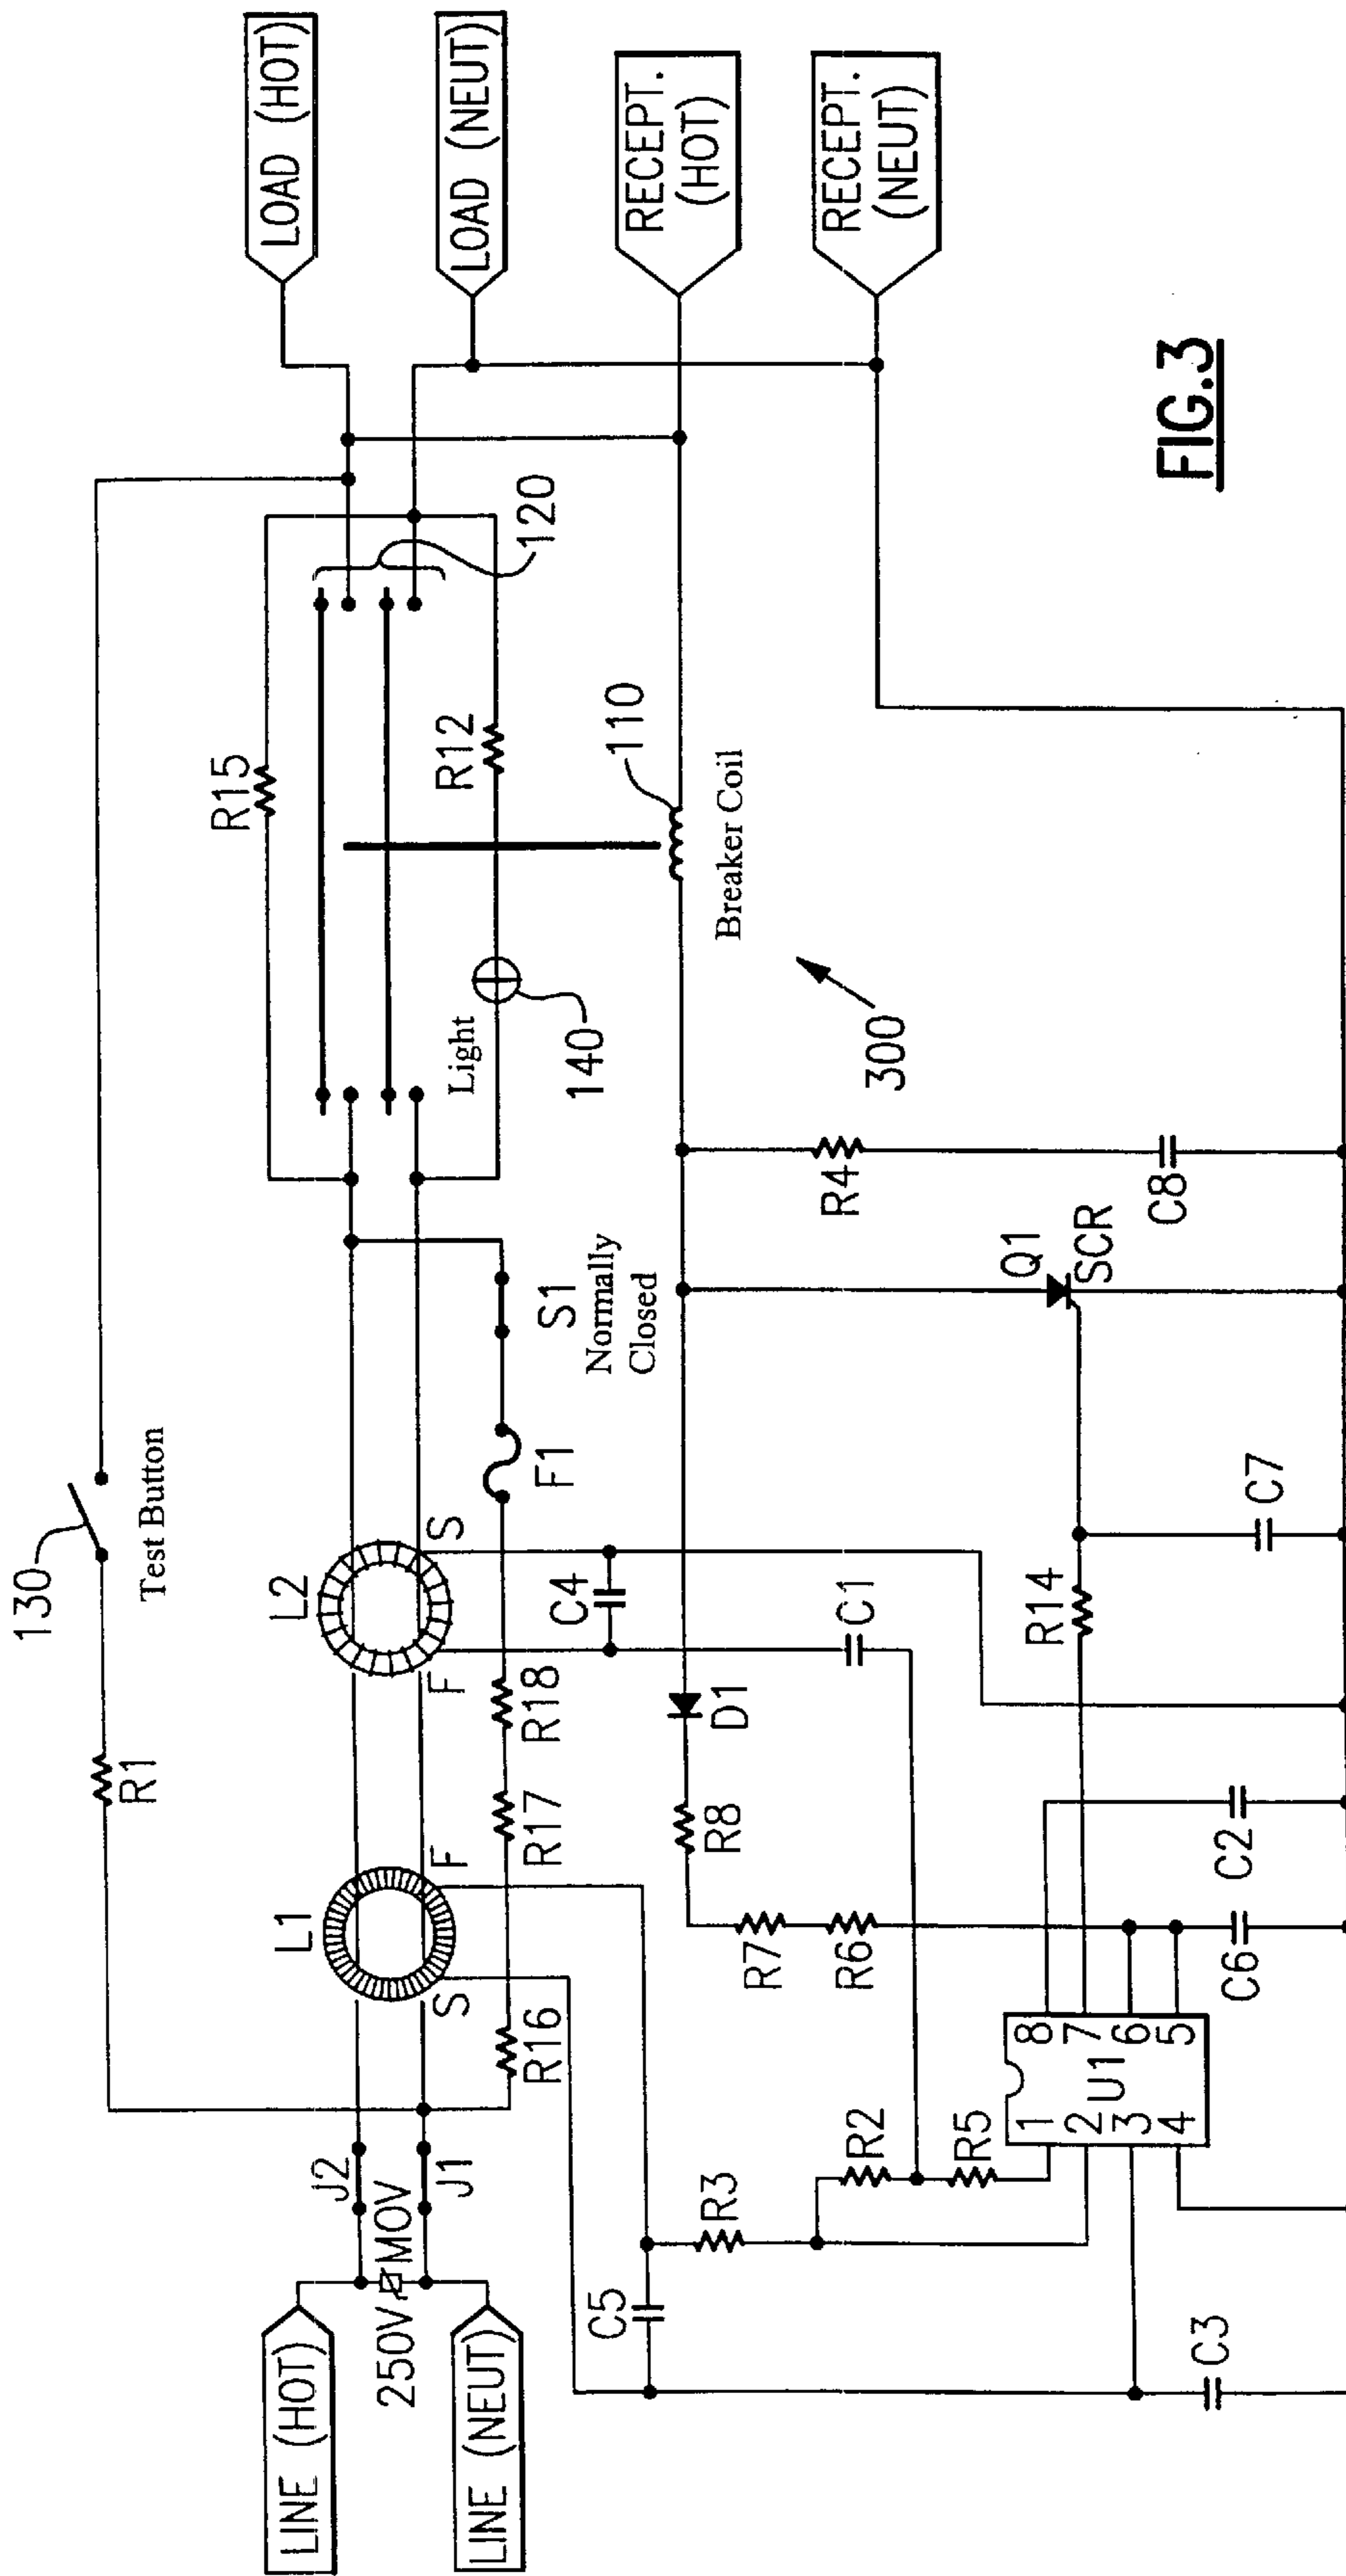 130
Test Button
R1
LOAD (HOT)
LOAD (NEUT)
RECEPT.
(HOT)
RECEPT.
(NEUT)
R15
120
R12
110
Breaker Coil
Light
140
300
L1
S
F
L2
F
S
J2
J1
250V
MOV
LINE (HOT)
LINE (NEUT)
R16
R17
R18
F1
S1
Normally
Closed
C4
C1
D1
R8
R7
R6
C5
R3
R2
R5
R4
C8
Q1
SCR
R14
C7
C2
C6
C3
U1
1
2
3
4
8
7
6
5
FIG.3